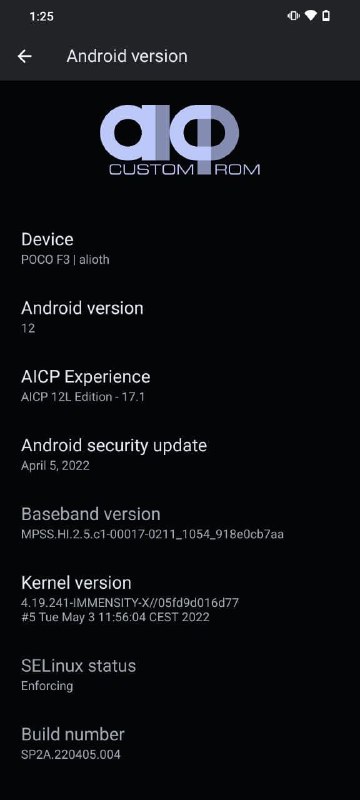 1:25
Android version
aicp
CUSTOM ROM
Device
POCO F3 | alioth
Android version
12
AICP Experience
AICP 12L Edition - 17.1
Android security update
April 5, 2022
Baseband version
MPSS.HI.2.5.c1-00017-0211_1054_918e0cb7aa
Kernel version
4.19.241-IMMENSITY-X//05fd9d016d77
#5 Tue May 3 11:56:04 CEST 2022
SELinux status
Enforcing
Build number
SP2A.220405.004